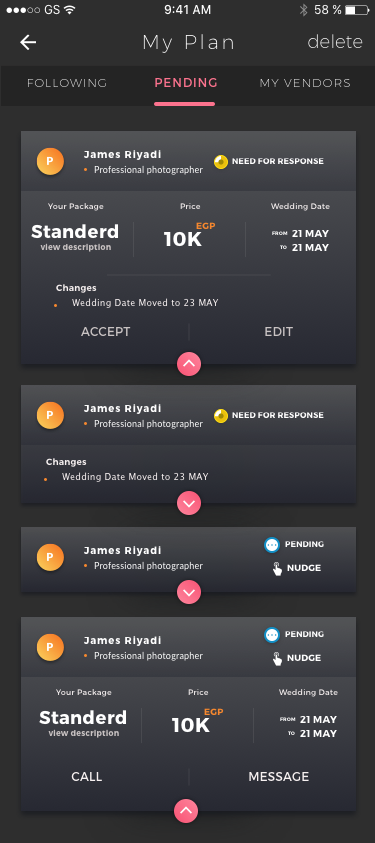 GS 9:41 AM 58 %
My Plan delete
FOLLOWING PENDING MY VENDORS
P James Riyadi
Professional photographer NEED FOR RESPONSE
Your Package Price Wedding Date
Standerd 10K EGP FROM 21 MAY
view description TO 21 MAY
Changes
Wedding Date Moved to 23 MAY
ACCEPT EDIT
P James Riyadi
Professional photographer NEED FOR RESPONSE
Changes
Wedding Date Moved to 23 MAY
P James Riyadi PENDING
Professional photographer NUDGE
P James Riyadi PENDING
Professional photographer NUDGE
Your Package Price Wedding Date
Standerd 10K EGP FROM 21 MAY
view description TO 21 MAY
CALL MESSAGE